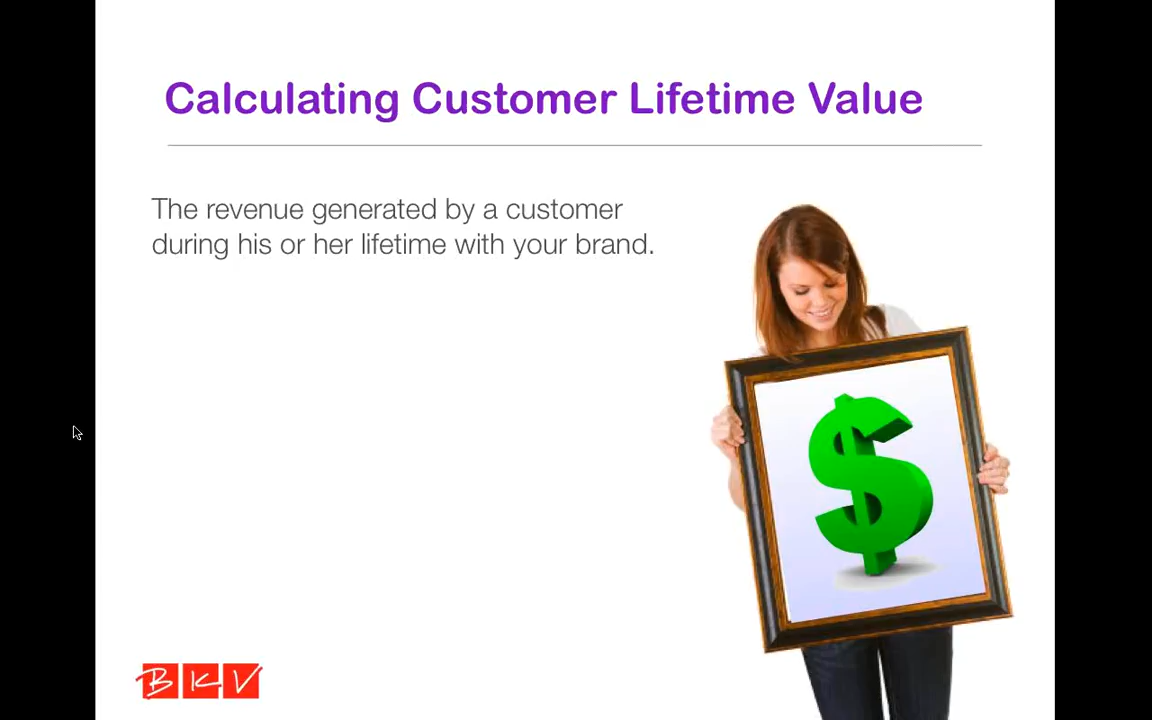 Calculating Customer Lifetime Value
The revenue generated by a customer
during his or her lifetime with your brand.
$
BKV